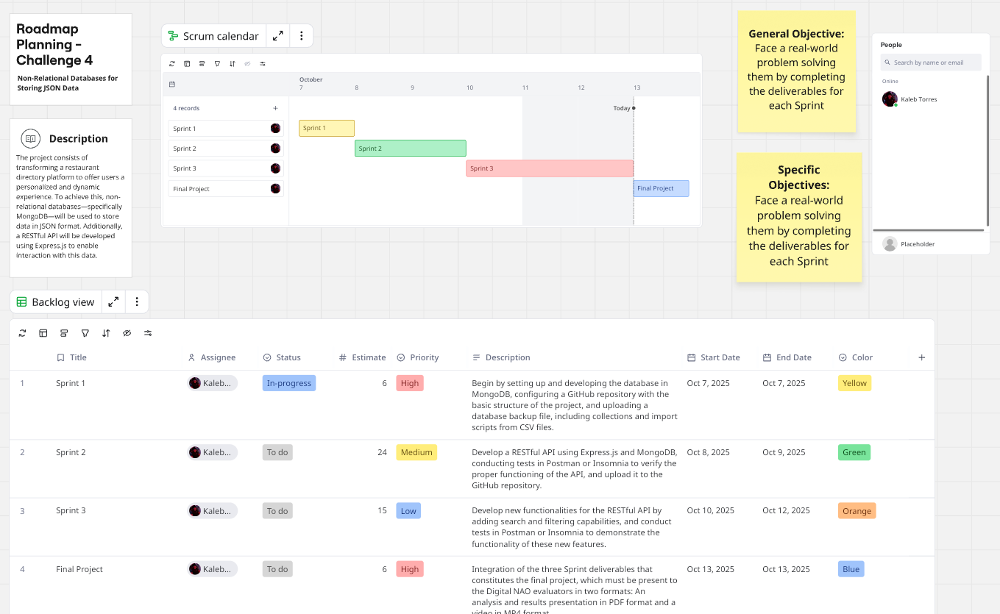 Roadmap
Planning –
Challenge 4
Non-Relational Databases for
Storing JSON Data
Description
The project consists of
transforming a restaurant
directory platform to offer users a
personalized and dynamic
experience. To achieve this, non-
relational databases—specifically
MongoDB—will be used to store
data in JSON format. Additionally,
a RESTful API will be developed
using Express.js to enable
interaction with this data.
Scrum calendar
October
7 8 9 10 11 12 13
4 records
Today
Sprint 1
Sprint 1
Sprint 2
Sprint 2
Sprint 3
Sprint 3
Final Project
Final Project
General Objective:
Face a real-world
problem solving
them by completing
the deliverables for
each Sprint
Specific
Objectives:
Face a real-world
problem solving
them by completing
the deliverables for
each Sprint
People
Search by name or email
Online
Kaleb Torres
Placeholder
Backlog view
Title Assignee Status Estimate Priority Description Start Date End Date Color
1 Sprint 1 Kaleb... In-progress 6 High Begin by setting up and developing the database in Oct 7, 2025 Oct 7, 2025 Yellow
MongoDB, configuring a GitHub repository with the
basic structure of the project, and uploading a
database backup file, including collections and import
scripts from CSV files.
2 Sprint 2 Kaleb... To do 24 Medium Develop a RESTful API using Express.js and MongoDB, Oct 8, 2025 Oct 9, 2025 Green
conducting tests in Postman or Insomnia to verify the
proper functioning of the API, and upload it to the
GitHub repository.
3 Sprint 3 Kaleb... To do 15 Low Develop new functionalities for the RESTful API by Oct 10, 2025 Oct 12, 2025 Orange
adding search and filtering capabilities, and conduct
tests in Postman or Insomnia to demonstrate the
functionality of these new features.
4 Final Project Kaleb... To do 6 High Integration of the three Sprint deliverables that Oct 13, 2025 Oct 13, 2025 Blue
constitutes the final project, which must be present to
the Digital NAO evaluators in two formats: An
analysis and results presentation in PDF format and a
video in MP4 format.